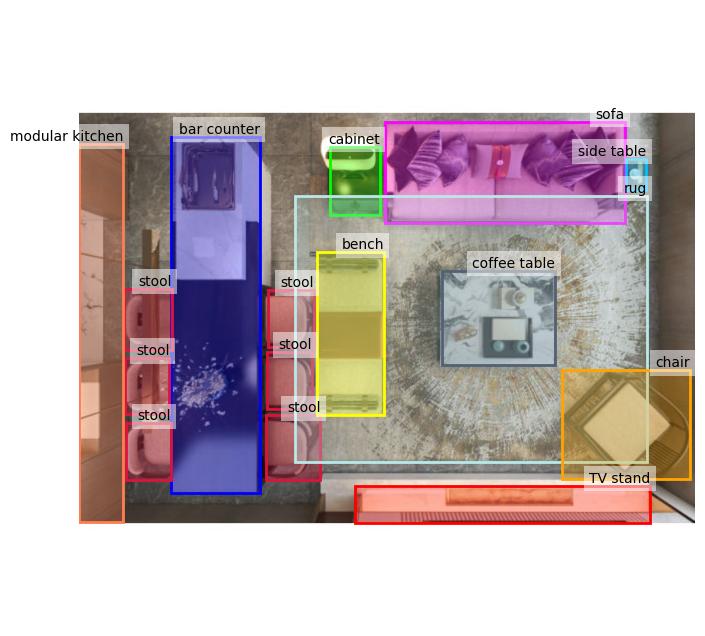 sofa
modular kitchen
bar counter
cabinet
side table
rug
bench
coffee table
stool
stool
stool
stool
stool
stool
chair
TV stand